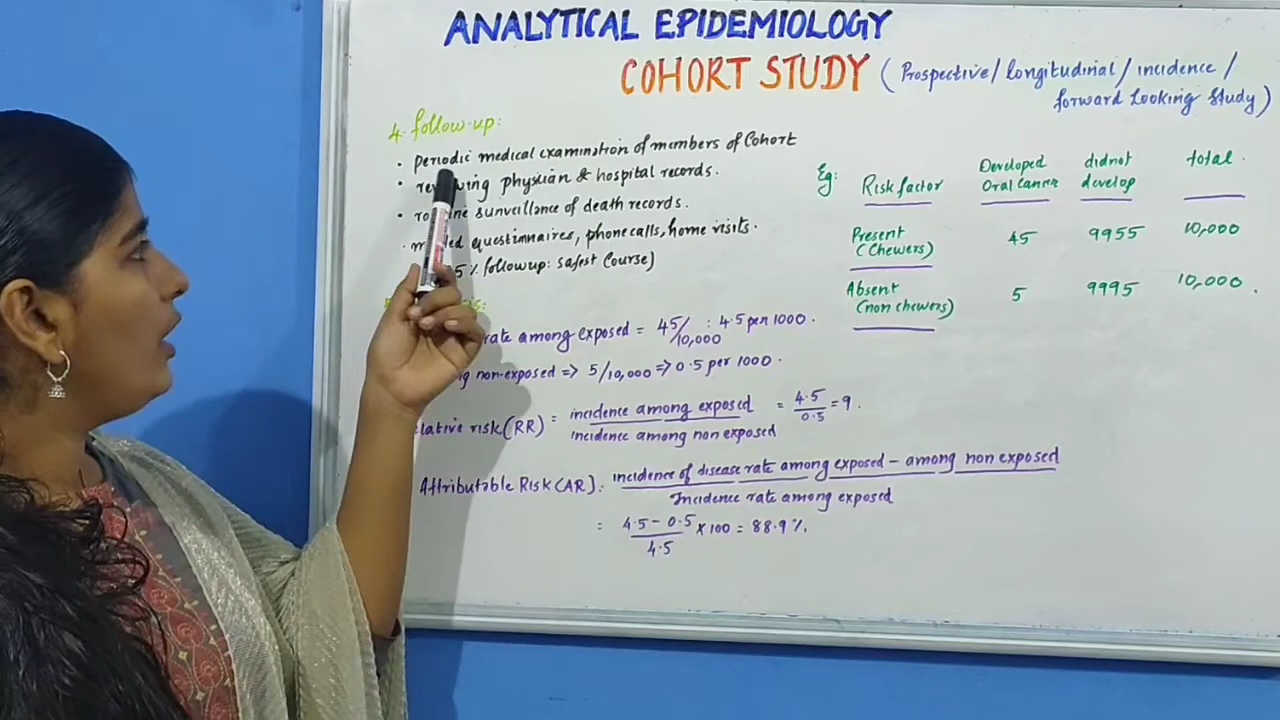 ANALYTICAL EPIDEMIOLOGY
COHORT STUDY (Prospective/longitudinal/incidence/
forward looking study)
4. follow-up:
• periodic medical examination of members of Cohort
• physcian & hospital records.
• sunveillance of death records.
• questinnaires, phone calls, home visits.
5% followup: safest Course)
rate among exposed = 45/10,000 : 4.5 per 1000.
non-exposed => 5/10,000 => 0.5 per 1000.
risk(RR) = incidence among exposed / incidence among non exposed = 4.5/0.5 = 9.
Attributable Risk(AR): incidence of disease rate among exposed - among non exposed
Incidence rate among exposed
= 4.5-0.5/4.5 x 100 = 88.9%.
Eg: Risk factor Developed Oral cancer didnot develop total.
Present (Chewers) 45 9955 10,000
Absent (non chewers) 5 9995 10,000.